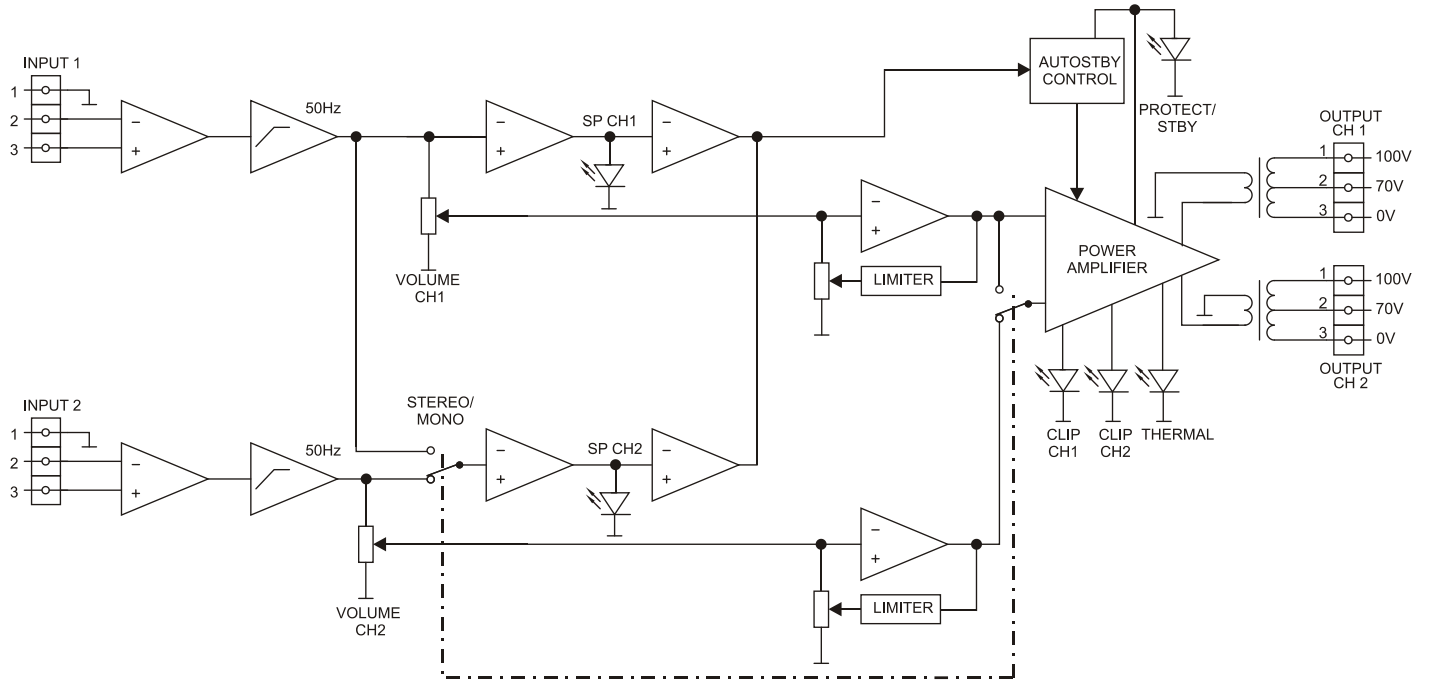 INPUT 1
1
2
3
−
+
50Hz
−
+
SP CH1
−
+
AUTOSTBY
CONTROL
PROTECT/
STBY
VOLUME
CH1
−
+
LIMITER
POWER
AMPLIFIER
OUTPUT
CH 1
1
100V
2
70V
3
0V
1
100V
2
70V
3
0V
OUTPUT
CH 2
CLIP
CH1
CLIP
CH2
THERMAL
INPUT 2
1
2
3
−
+
50Hz
STEREO/
MONO
−
+
SP CH2
−
+
VOLUME
CH2
−
+
LIMITER